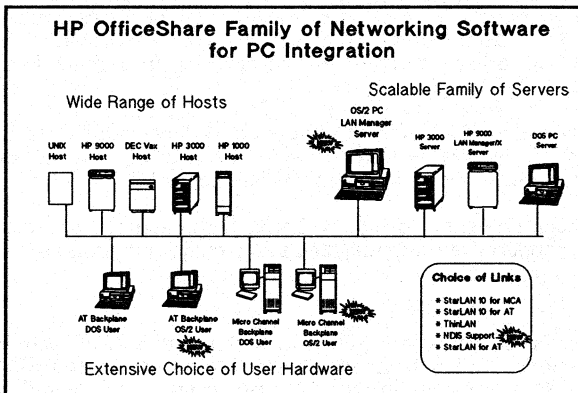 HP OfficeShare Family of Networking Software
for PC Integration
Wide Range of Hosts
Scalable Family of Servers
UNIX
Host
HP 9000
Host
DEC Vax
Host
HP 3000
Host
HP 1000
Host
OS/2 PC
LAN Manager
Server
New
HP 3000
Server
HP 9000
LAN Manager/X
Server
DOS PC
Server
AT Backplane
DOS User
AT Backplane
OS/2 User
New
Micro Channel
Backplane
DOS User
Micro Channel
Backplane
OS/2 User
New
Choice of Links
* StarLAN 10 for MCA
* StarLAN 10 for AT
* ThinLAN
* NDIS Support
New
* StarLAN for AT
Extensive Choice of User Hardware